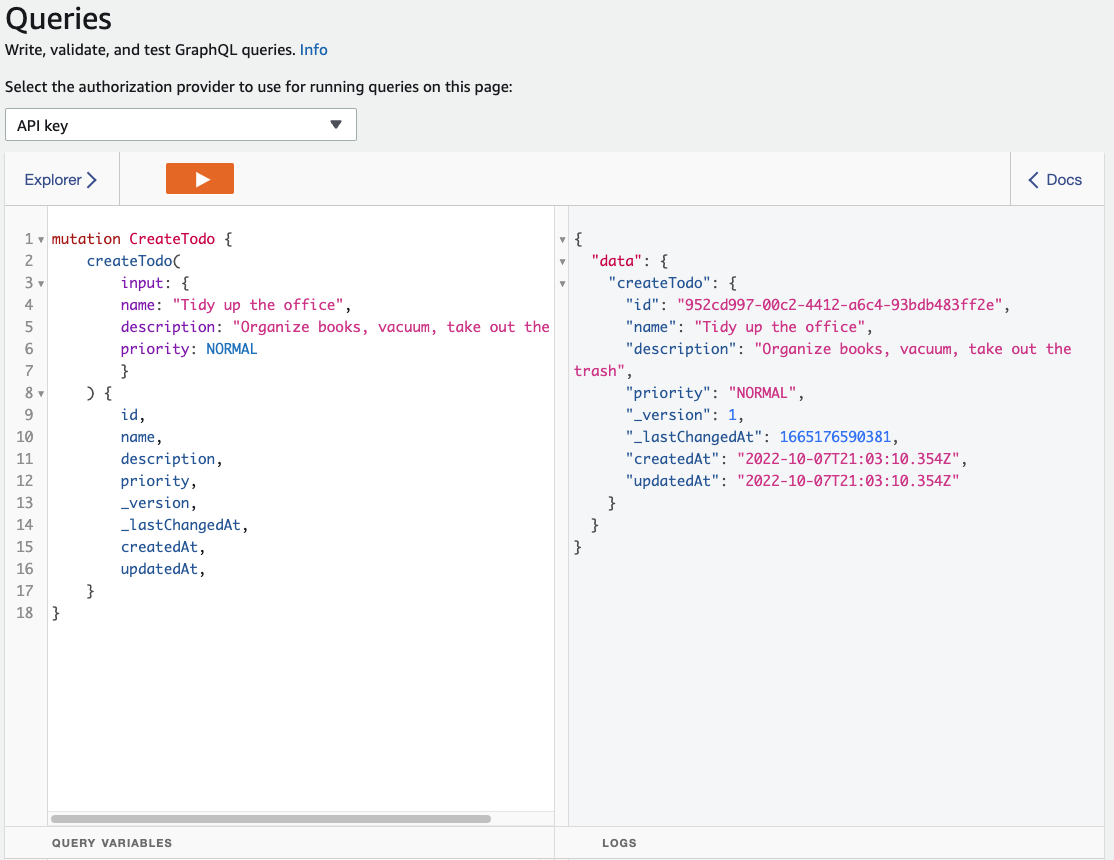 Queries
Write, validate, and test GraphQL queries. Info
Select the authorization provider to use for running queries on this page:
API key
Explorer
Docs
1 mutation CreateTodo {
2     createTodo(
3         input: {
4         name: "Tidy up the office",
5         description: "Organize books, vacuum, take out the
6         priority: NORMAL
7         }
8     ) {
9         id,
10         name,
11         description,
12         priority,
13         _version,
14         _lastChangedAt,
15         createdAt,
16         updatedAt,
17     }
18 }
{
  "data": {
    "createTodo": {
      "id": "952cd997-00c2-4412-a6c4-93bdb483ff2e",
      "name": "Tidy up the office",
      "description": "Organize books, vacuum, take out the
trash",
      "priority": "NORMAL",
      "_version": 1,
      "_lastChangedAt": 1665176590381,
      "createdAt": "2022-10-07T21:03:10.354Z",
      "updatedAt": "2022-10-07T21:03:10.354Z"
    }
  }
}
QUERY VARIABLES
LOGS